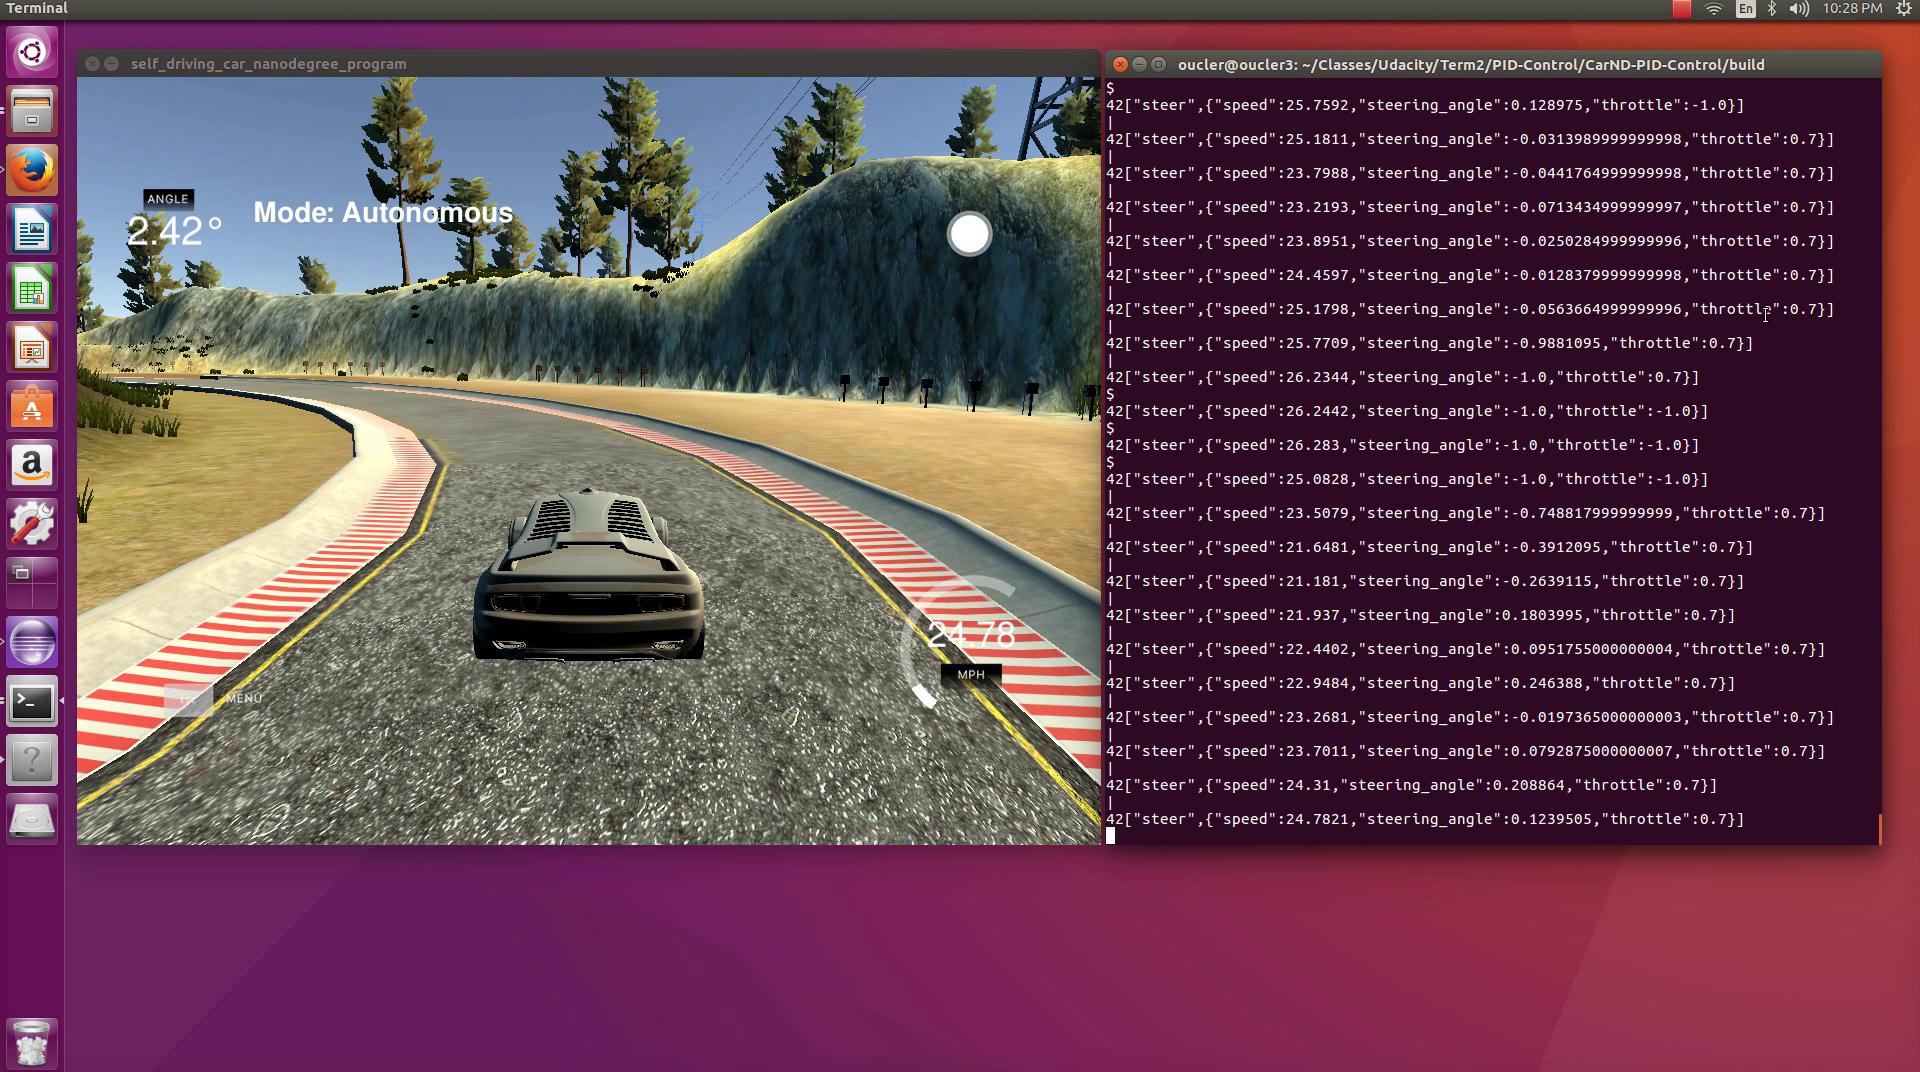 Terminal
En
10:28 PM
self_driving_car_nanodegree_program
ANGLE
2.42°
Mode: Autonomous
24.78
MPH
MENU
oucler@oucler3: ~/Classes/Udacity/Term2/PID-Control/CarND-PID-Control/build
$
42["steer",{"speed":25.7592,"steering_angle":0.128975,"throttle":-1.0}]
|
42["steer",{"speed":25.1811,"steering_angle":-0.0313989999999998,"throttle":0.7}]
|
42["steer",{"speed":23.7988,"steering_angle":-0.0441764999999998,"throttle":0.7}]
|
42["steer",{"speed":23.2193,"steering_angle":-0.0713434999999997,"throttle":0.7}]
|
42["steer",{"speed":23.8951,"steering_angle":-0.0250284999999996,"throttle":0.7}]
|
42["steer",{"speed":24.4597,"steering_angle":-0.0128379999999998,"throttle":0.7}]
|
42["steer",{"speed":25.1798,"steering_angle":-0.0563664999999996,"throttle":0.7}]
|
42["steer",{"speed":25.7709,"steering_angle":-0.9881095,"throttle":0.7}]
|
42["steer",{"speed":26.2344,"steering_angle":-1.0,"throttle":0.7}]
$
42["steer",{"speed":26.2442,"steering_angle":-1.0,"throttle":-1.0}]
$
42["steer",{"speed":26.283,"steering_angle":-1.0,"throttle":-1.0}]
$
42["steer",{"speed":25.0828,"steering_angle":-1.0,"throttle":-1.0}]
|
42["steer",{"speed":23.5079,"steering_angle":-0.748817999999999,"throttle":0.7}]
|
42["steer",{"speed":21.6481,"steering_angle":-0.3912095,"throttle":0.7}]
|
42["steer",{"speed":21.181,"steering_angle":-0.2639115,"throttle":0.7}]
|
42["steer",{"speed":21.937,"steering_angle":0.1803995,"throttle":0.7}]
|
42["steer",{"speed":22.4402,"steering_angle":0.0951755000000004,"throttle":0.7}]
|
42["steer",{"speed":22.9484,"steering_angle":0.246388,"throttle":0.7}]
|
42["steer",{"speed":23.2681,"steering_angle":-0.0197365000000003,"throttle":0.7}]
|
42["steer",{"speed":23.7011,"steering_angle":0.0792875000000007,"throttle":0.7}]
|
42["steer",{"speed":24.31,"steering_angle":0.208864,"throttle":0.7}]
|
42["steer",{"speed":24.7821,"steering_angle":0.1239505,"throttle":0.7}]